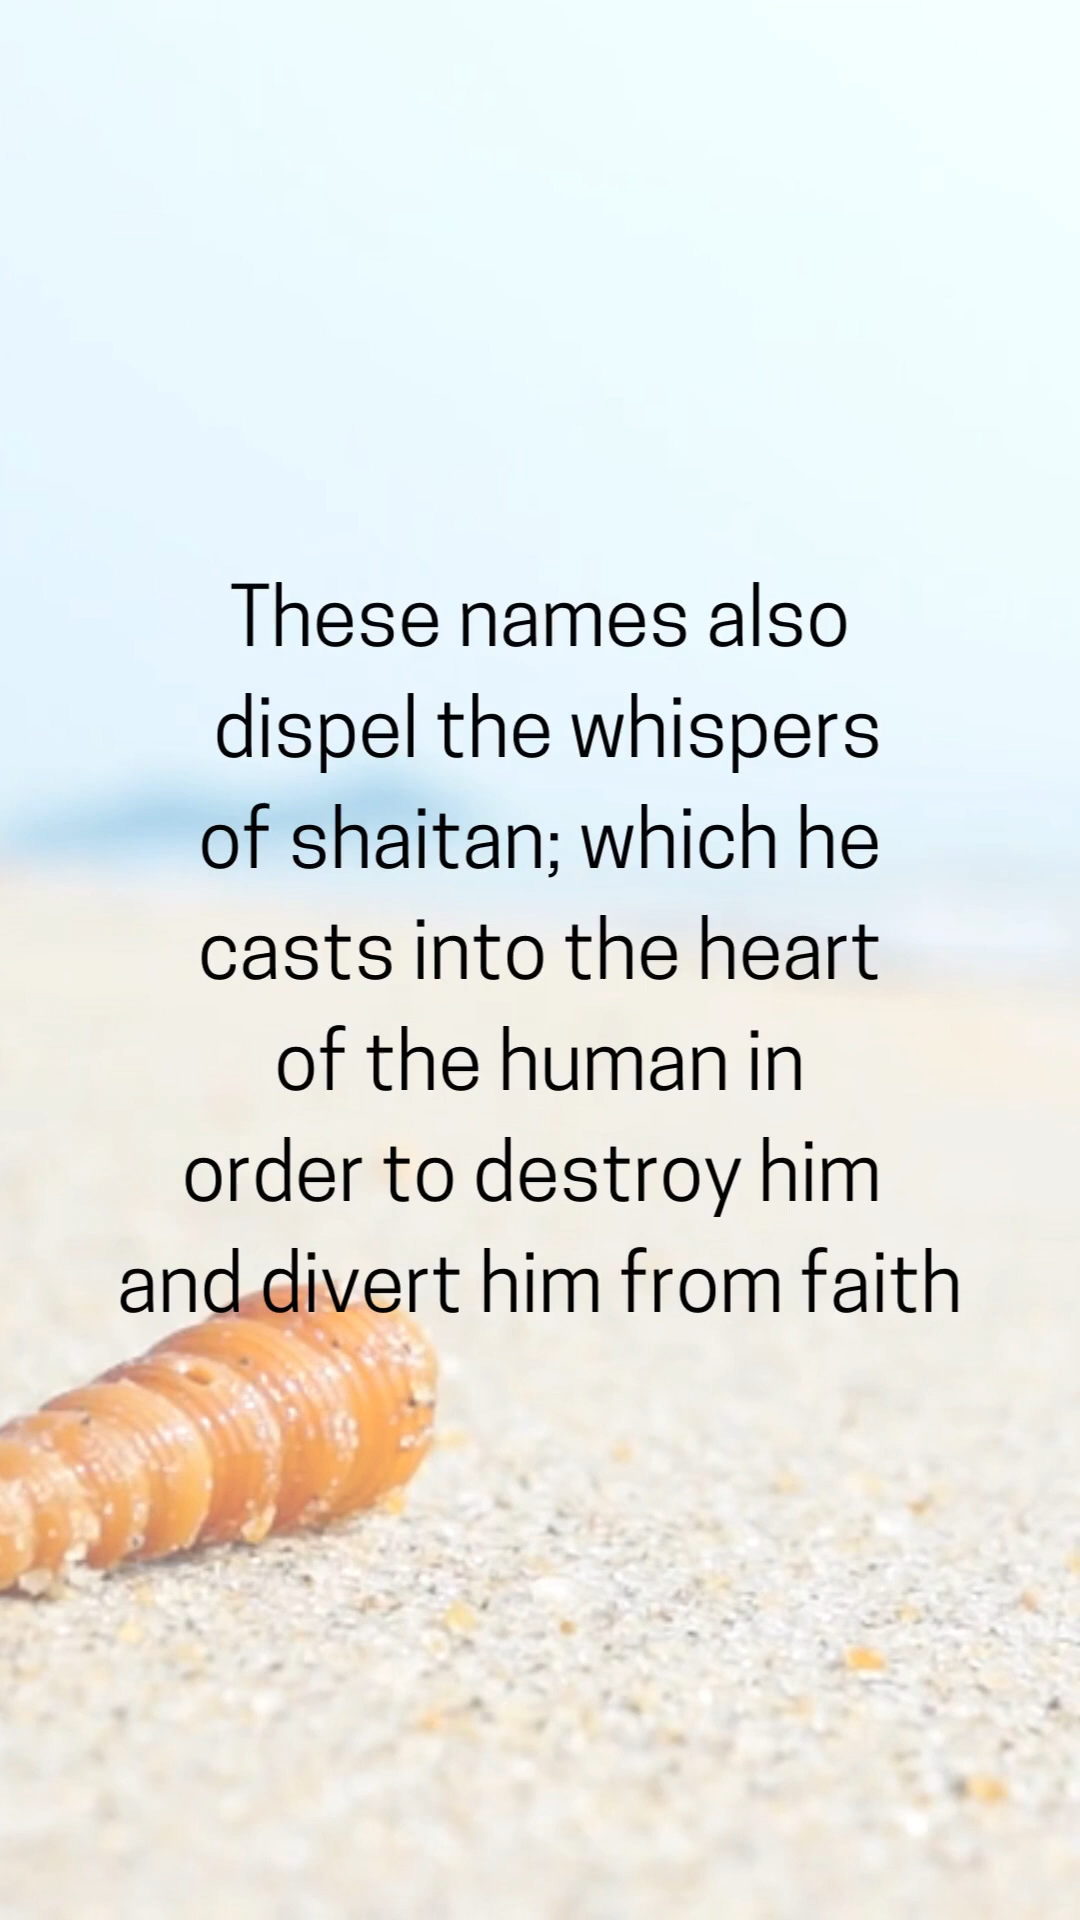 These names also
dispel the whispers
of shaitan; which he
casts into the heart
of the human in
order to destroy him
and divert him from faith